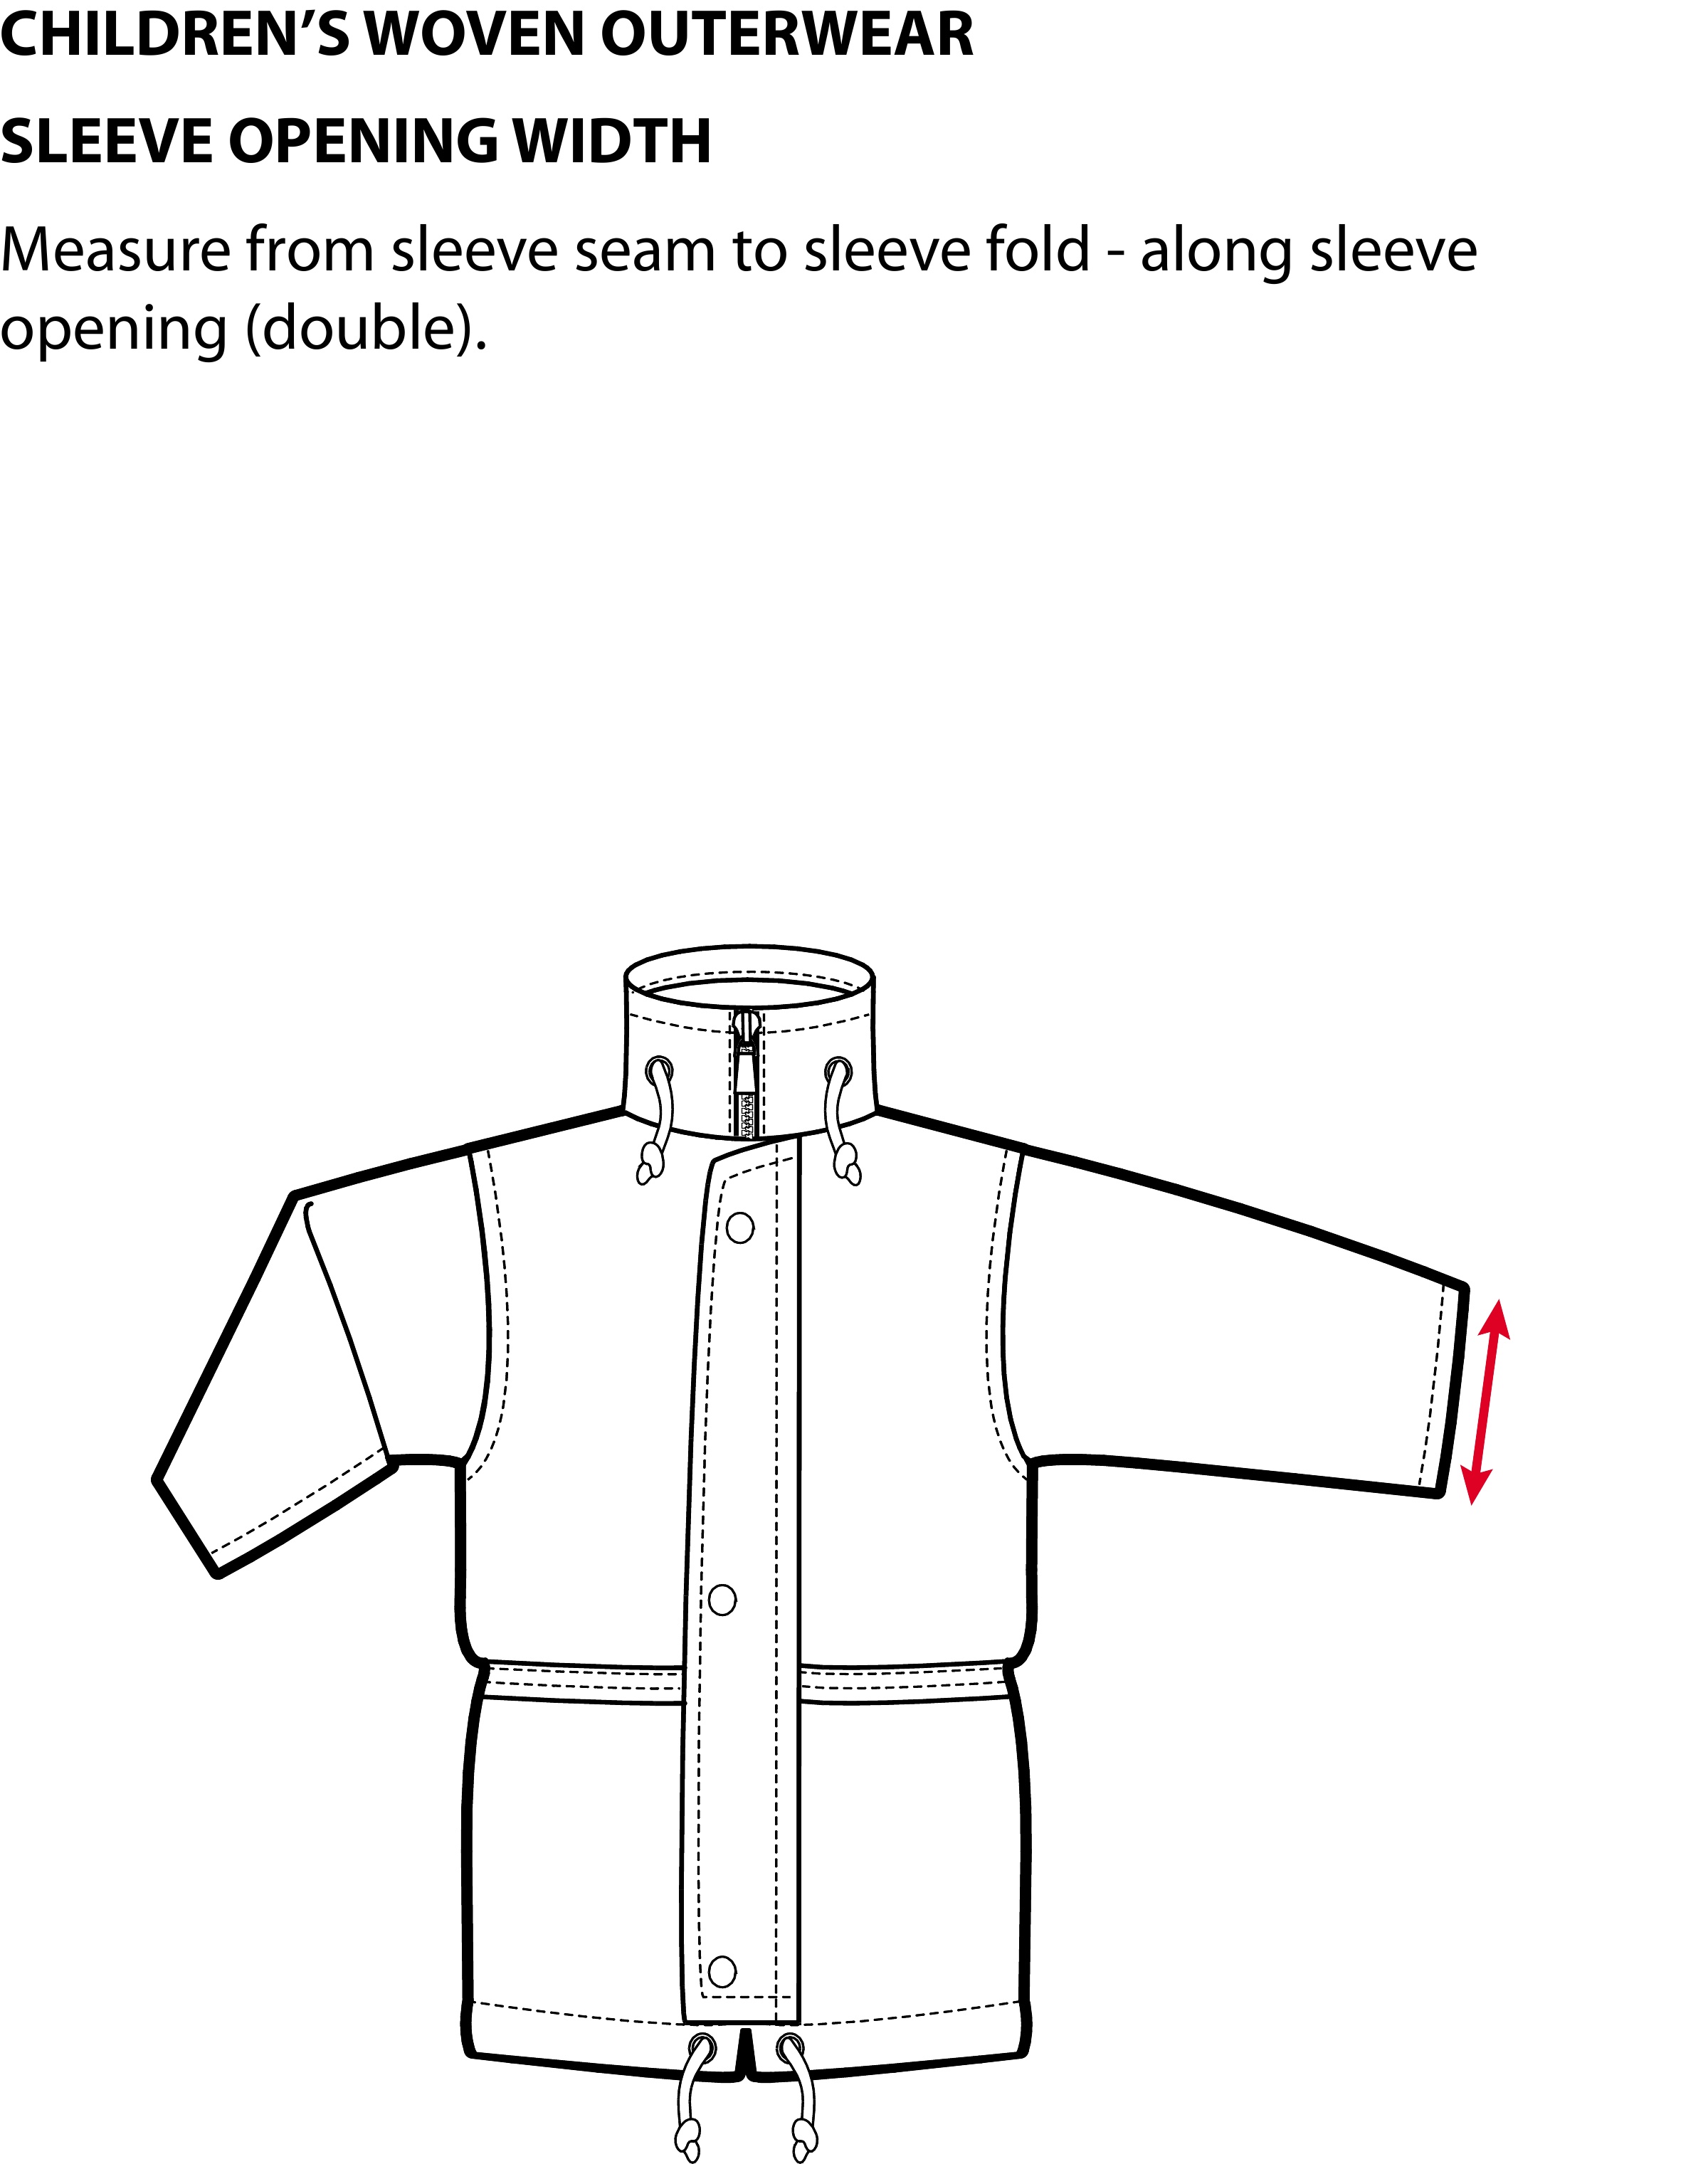 CHILDREN’S WOVEN OUTERWEAR
SLEEVE OPENING WIDTH
Measure from sleeve seam to sleeve fold - along sleeve
opening (double).